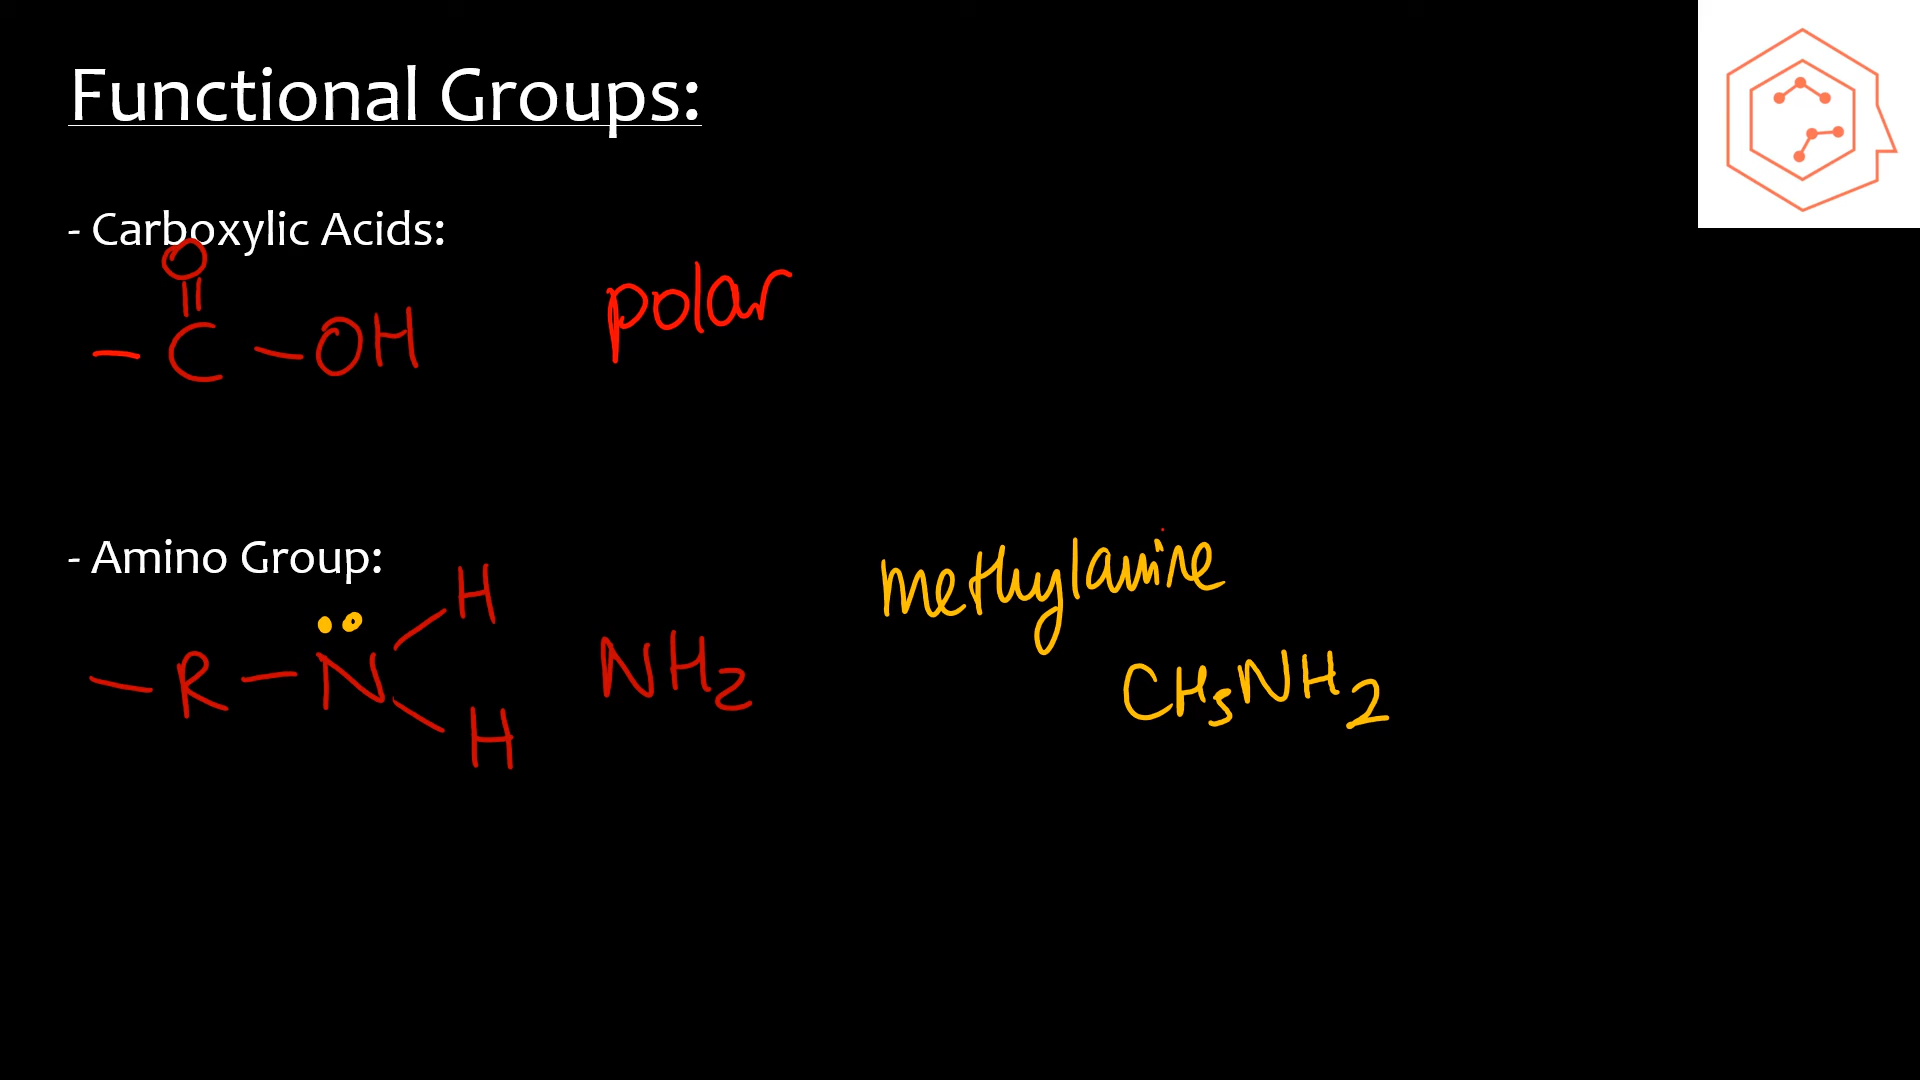 Functional Groups:
- Carboxylic Acids:
O
C - OH
polar
- Amino Group:
H
- R - N
H
NH2
methylamine
CH3NH2